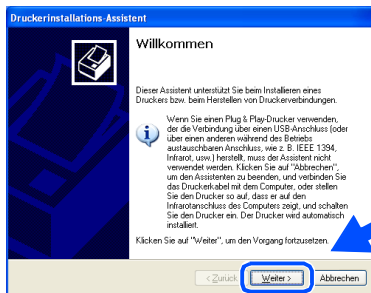 Druckerinstallations-Assistent
Willkommen
Dieser Assistent unterstützt Sie beim Installieren eines
Druckers bzw. beim Herstellen von Druckerverbindungen.
Wenn Sie einen Plug & Play-Drucker verwenden,
der die Verbindung über einen USB-Anschluss (oder
über einen anderen während des Betriebs
austauschbaren Anschluss, wie z. B. IEEE 1394,
Infrarot, usw.) herstellt, muss der Assistent nicht
verwendet werden. Klicken Sie auf "Abbrechen",
um den Assistenten zu beenden, und verbinden Sie
das Druckerkabel mit dem Computer, oder stellen
Sie den Drucker so auf, dass er auf den
Infrarotanschluss des Computers zeigt, und schalten
Sie den Drucker ein. Der Drucker wird automatisch
installiert.
Klicken Sie auf "Weiter", um den Vorgang fortzusetzen.
< Zurück Weiter > Abbrechen